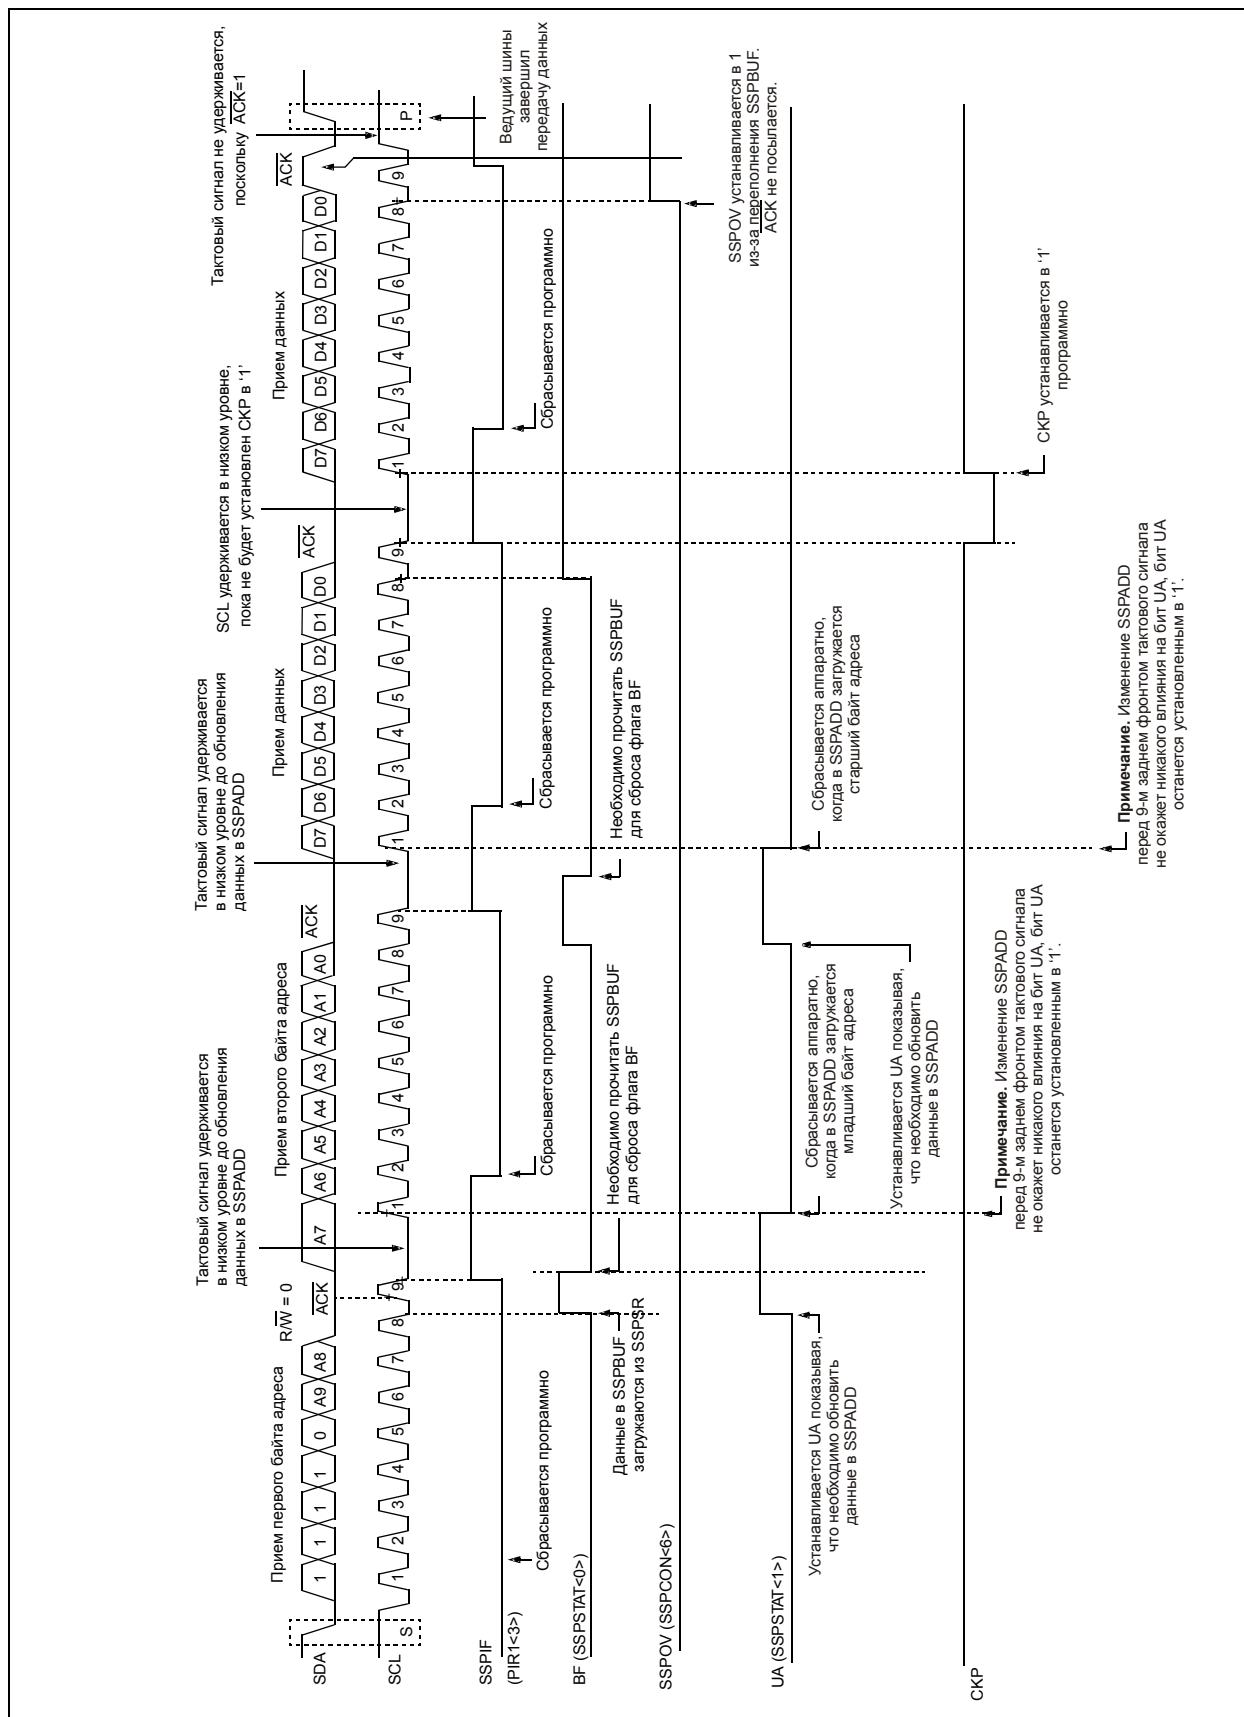 Тактовый сигнал не удерживается,
поскольку ACK=1
SCL удерживается в низком уровне,
пока не будет установлен CKP в ‘1’
Тактовый сигнал удерживается
в низком уровне до обновления
данных в SSPADD
Тактовый сигнал удерживается
в низком уровне до обновления
данных в SSPADD
Прием первого байта адреса
R/W = 0
ACK
Прием второго байта адреса
ACK
Прием данных
ACK
Прием данных
ACK
SDA
1 1 1 1 0 A9 A8 A7 A6 A5 A4 A3 A2 A1 A0 D7 D6 D5 D4 D3 D2 D1 D0 D7 D6 D5 D4 D3 D2 D1 D0
SCL
S 1 2 3 4 5 6 7 8 9 1 2 3 4 5 6 7 8 9 1 2 3 4 5 6 7 8 9 1 2 3 4 5 6 7 8 9 P
SSPIF
(PIR1<3>)
Сбрасывается программно
Сбрасывается программно
Сбрасывается программно
Сбрасывается программно
Ведущий шины
завершил
передачу данных
BF (SSPSTAT<0>)
Данные в SSPBUF
загружаются из SSPSR
Необходимо прочитать SSPBUF
для сброса флага BF
Необходимо прочитать SSPBUF
для сброса флага BF
SSPOV (SSPCON<6>)
SSPOV устанавливается в 1
из-за переполнения SSPBUF.
ACK не посылается.
UA (SSPSTAT<1>)
Устанавливается UA показывая,
что необходимо обновить
данные в SSPADD
Сбрасывается аппаратно,
когда в SSPADD загружается
младший байт адреса
Устанавливается UA показывая,
что необходимо обновить
данные в SSPADD
Сбрасывается аппаратно,
когда в SSPADD загружается
старший байт адреса
CKP
CKP устанавливается в ‘1’
программно
Примечание. Изменение SSPADD
перед 9-м заднем фронтом тактового сигнала
не окажет никакого влияния на бит UA, бит UA
останется установленным в ‘1’.
Примечание. Изменение SSPADD
перед 9-м заднем фронтом тактового сигнала
не окажет никакого влияния на бит UA, бит UA
останется установленным в ‘1’.